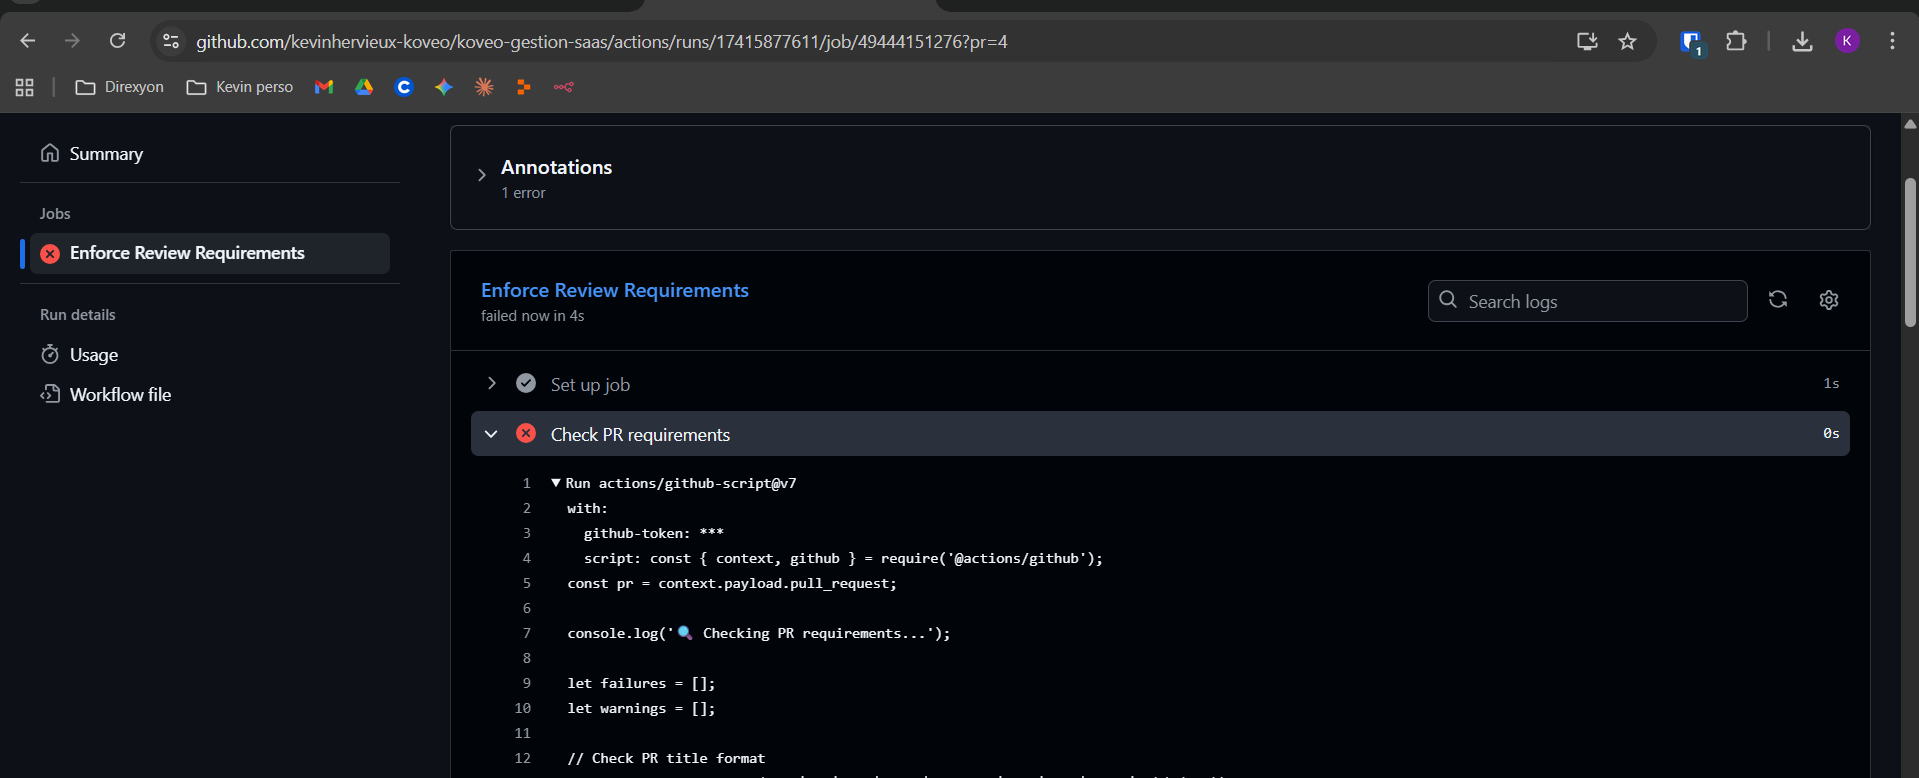 github.com/kevinhervieux-koveo/koveo-gestion-saas/actions/runs/17415877611/job/49444151276?pr=4
1
K
Direxyon
Kevin perso
Summary
Jobs
Enforce Review Requirements
Run details
Usage
Workflow file
Annotations
1 error
Enforce Review Requirements
failed now in 4s
Search logs
Set up job
1s
Check PR requirements
0s
1 ▼ Run actions/github-script@v7
2 with:
3 github-token: ***
4 script: const { context, github } = require('@actions/github');
5 const pr = context.payload.pull_request;
6
7 console.log('🔍 Checking PR requirements...');
8
9 let failures = [];
10 let warnings = [];
11
12 // Check PR title format